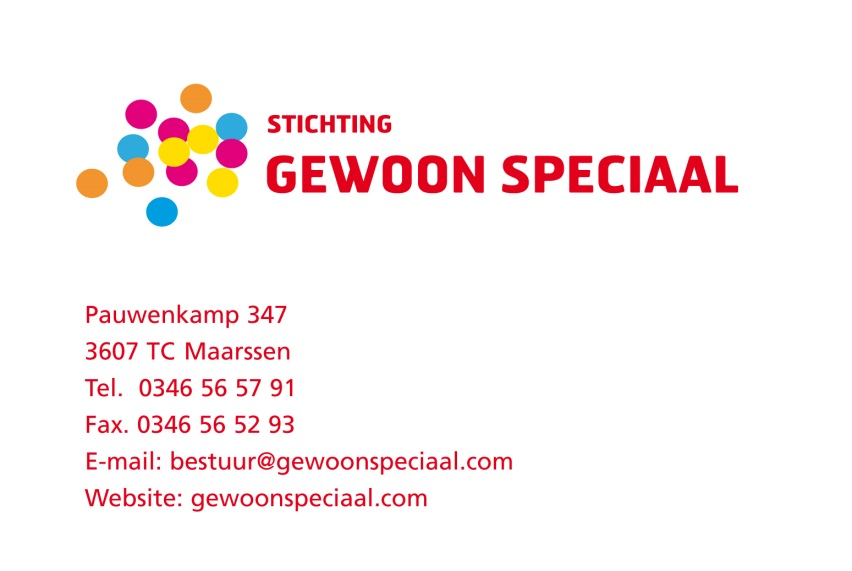 STICHTING
GEWOON SPECIAAL
Pauwenkamp 347
3607 TC Maarssen
Tel.  0346 56 57 91
Fax. 0346 56 52 93
E-mail: bestuur@gewoonspeciaal.com
Website: gewoonspeciaal.com